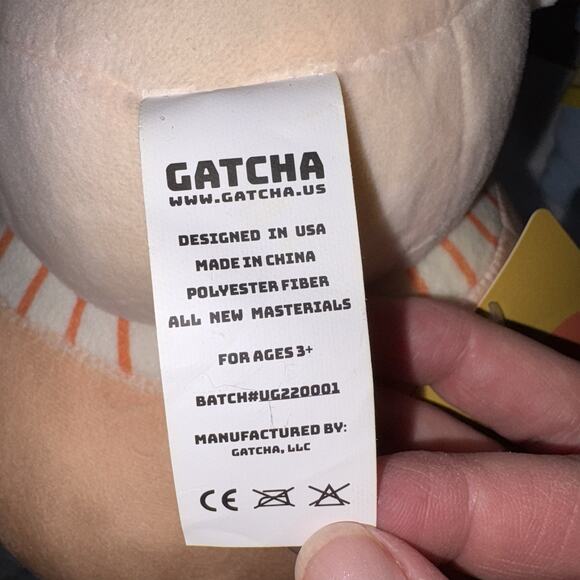 GATCHA
WWW.GATCHA.US
DESIGNED IN USA
MADE IN CHINA
POLYESTER FIBER
ALL NEW MASTERIALS
FOR AGES 3+
BATCH#UG220001
MANUFACTURED BY:
GATCHA, LLC
CE